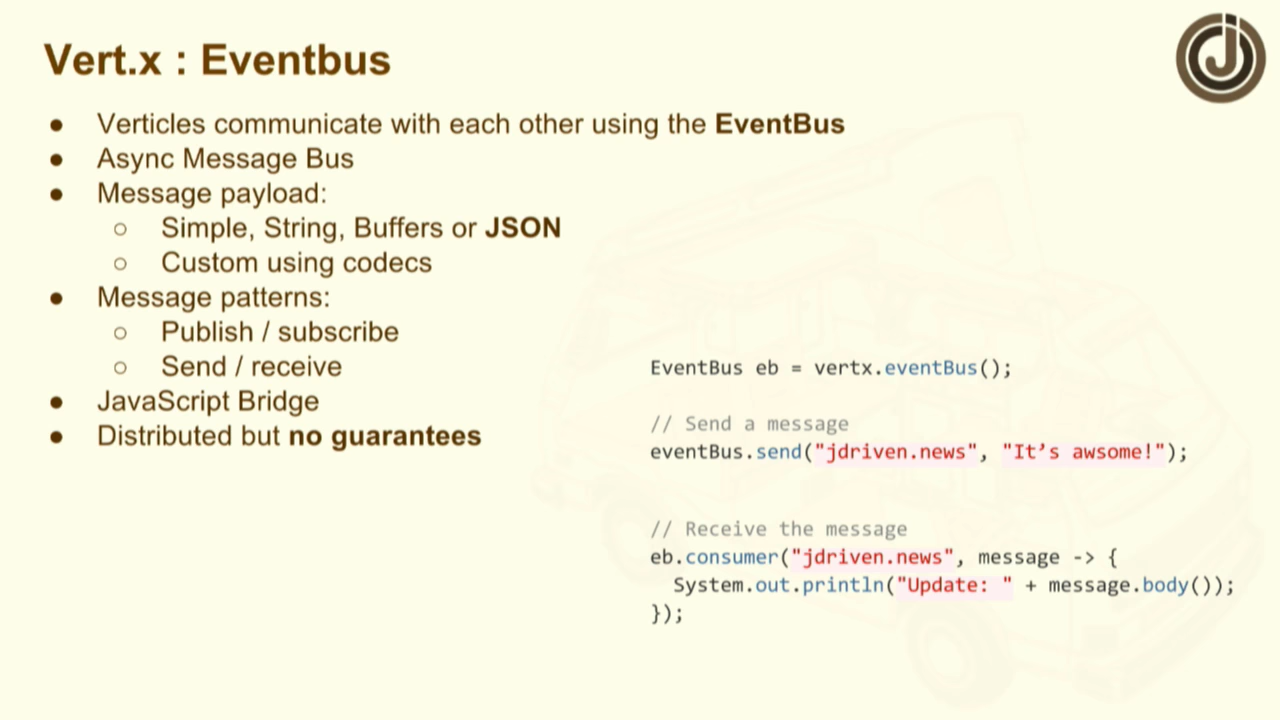 Vert.x : Eventbus
● Verticles communicate with each other using the EventBus
● Async Message Bus
● Message payload:
○ Simple, String, Buffers or JSON
○ Custom using codecs
● Message patterns:
○ Publish / subscribe
○ Send / receive
● JavaScript Bridge
● Distributed but no guarantees
EventBus eb = vertx.eventBus();
// Send a message
eventBus.send("jdriven.news", "It’s awsome!");
// Receive the message
eb.consumer("jdriven.news", message -> {
System.out.println("Update: " + message.body());
});